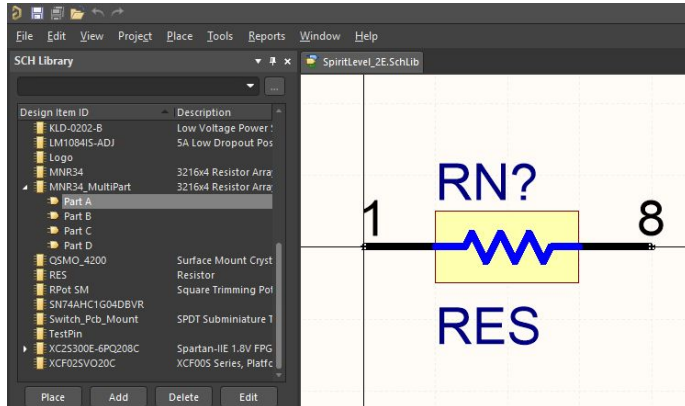 File Edit View Project Place Tools Reports Window Help
SCH Library
SpiritLevel_2E.SchLib
...
Design Item ID Description
KLD-0202-B Low Voltage Power
LM1084IS-ADJ 5A Low Dropout Pos
Logo
MNR34 3216x4 Resistor Arra
MNR34_MultiPart 3216x4 Resistor Arra
Part A
Part B
Part C
Part D
QSMO_4200 Surface Mount Cryst
RES Resistor
RPot SM Square Trimming Pot
SN74AHC1G04DBVR
Switch_Pcb_Mount SPDT Subminiature T
TestPin
XC2S300E-6PQ208C Spartan-IIE 1.8V FPG
XCF02SVO20C XCF00S Series, Platfo
Place Add Delete Edit
RN?
1 8
RES